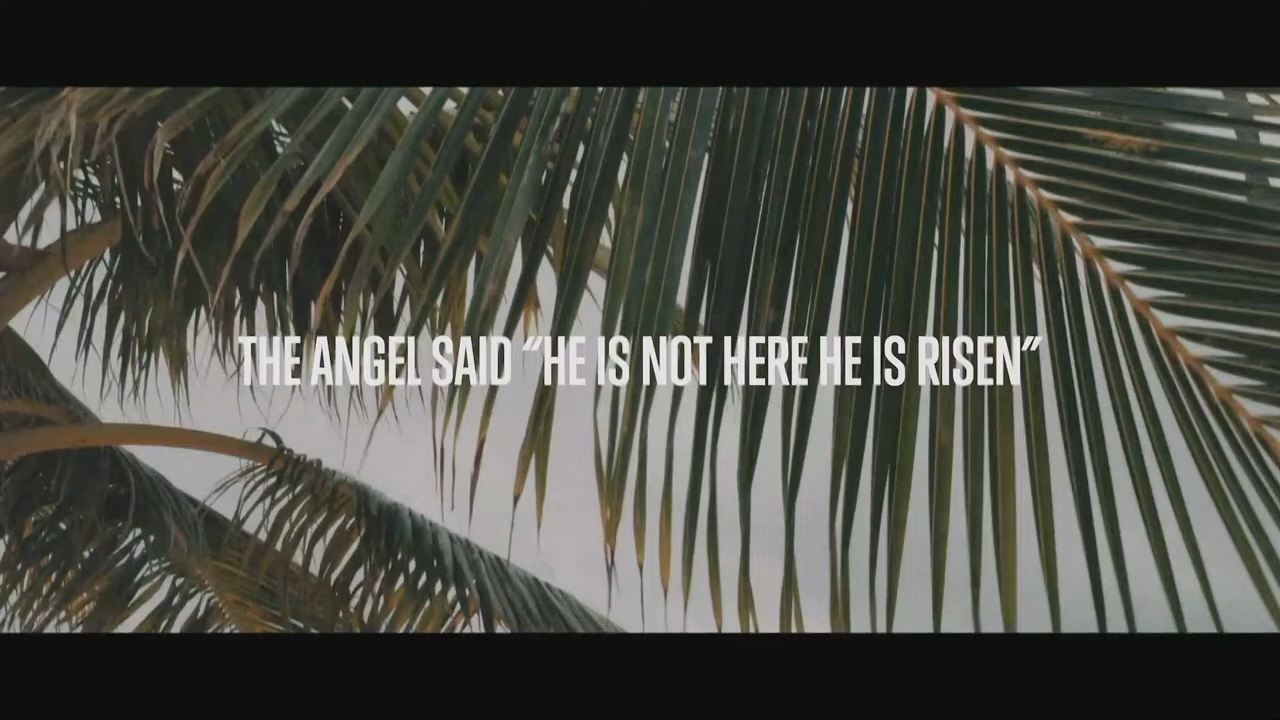 THE ANGEL SAID “HE IS NOT HERE HE IS RISEN”